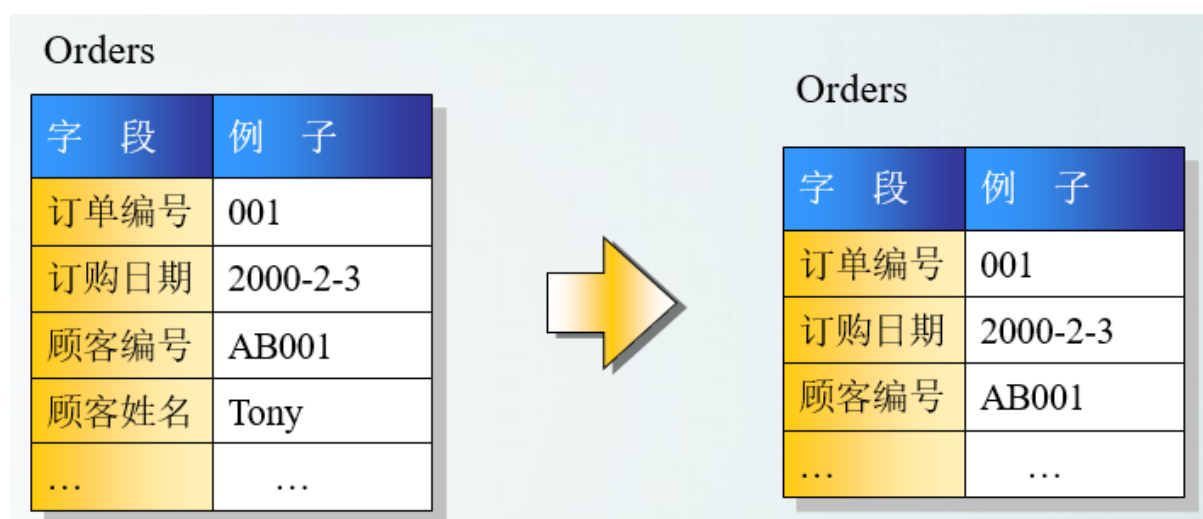 Orders
字 段 例 子
订单编号 001
订购日期 2000-2-3
顾客编号 AB001
顾客姓名 Tony
… …
Orders
字 段 例 子
订单编号 001
订购日期 2000-2-3
顾客编号 AB001
… …